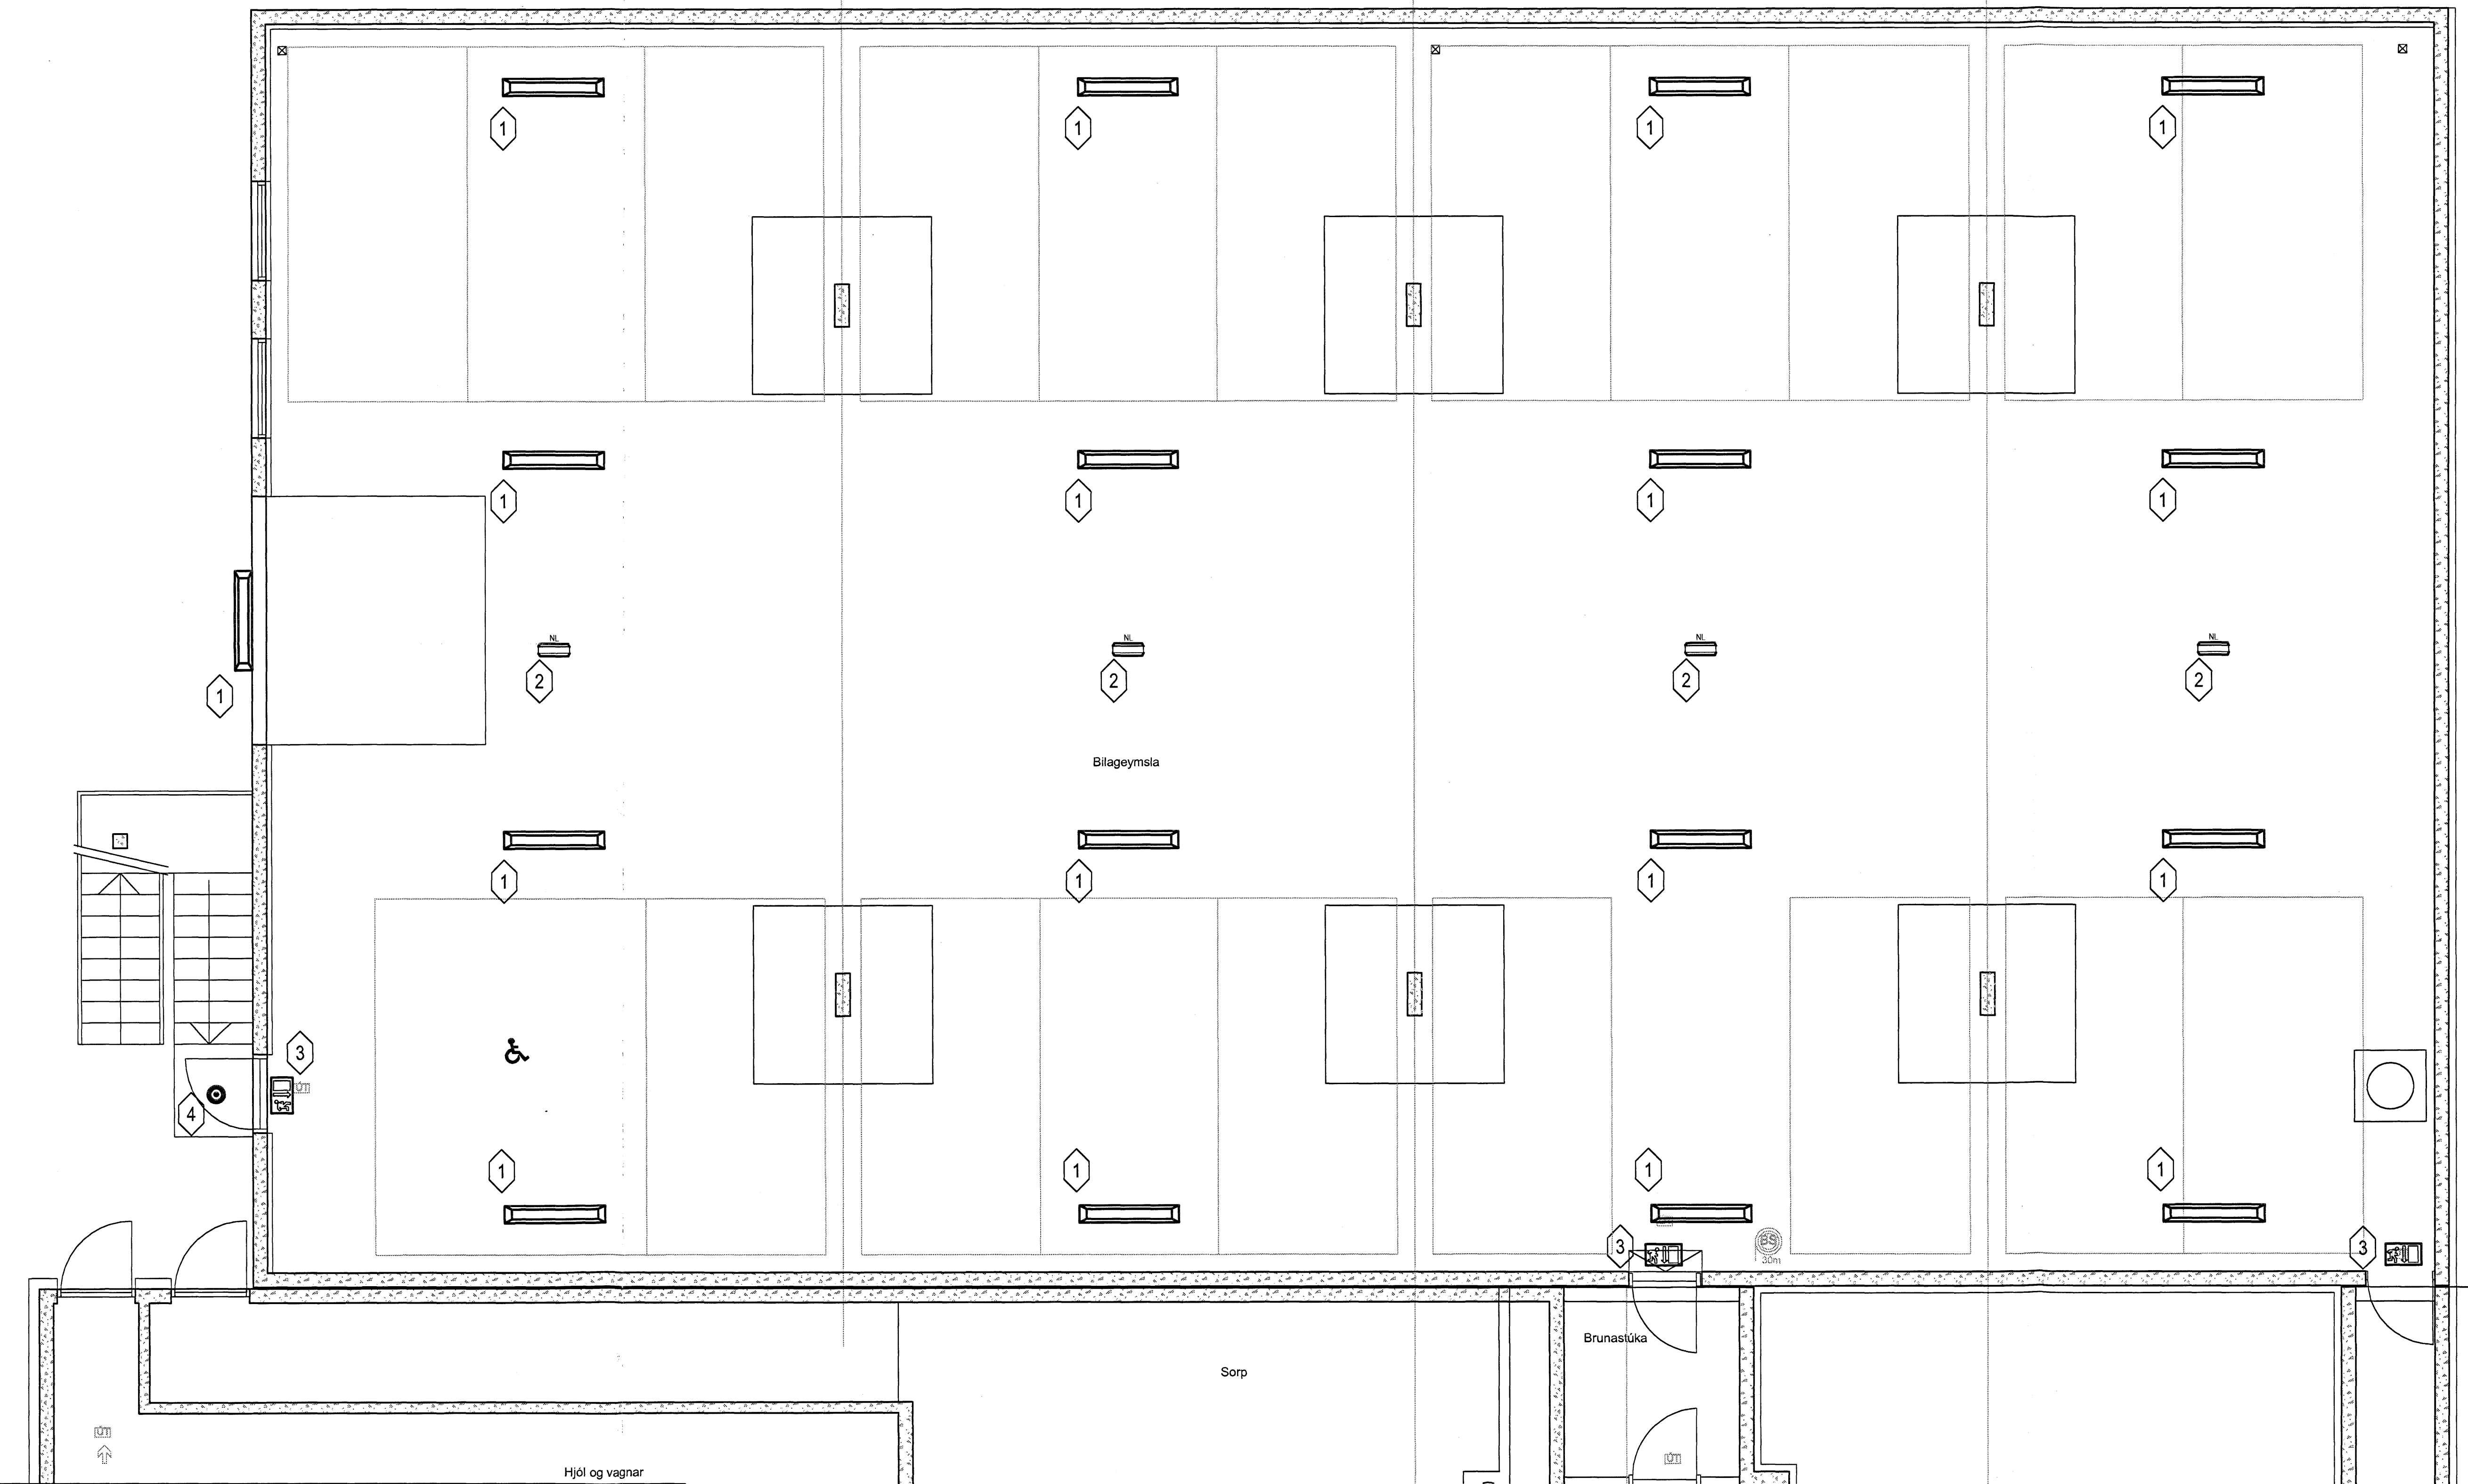 1 1 1 1
1 1 1 1
NL NL NL NL
1 2 2 2 2
Bilageymsla
1 1 1 1
3
ÚT
4
1 1 1 1
3 BS 3
30m
Brunastúka
Sorp
ÚT
ÚT
Hjól og vagnar